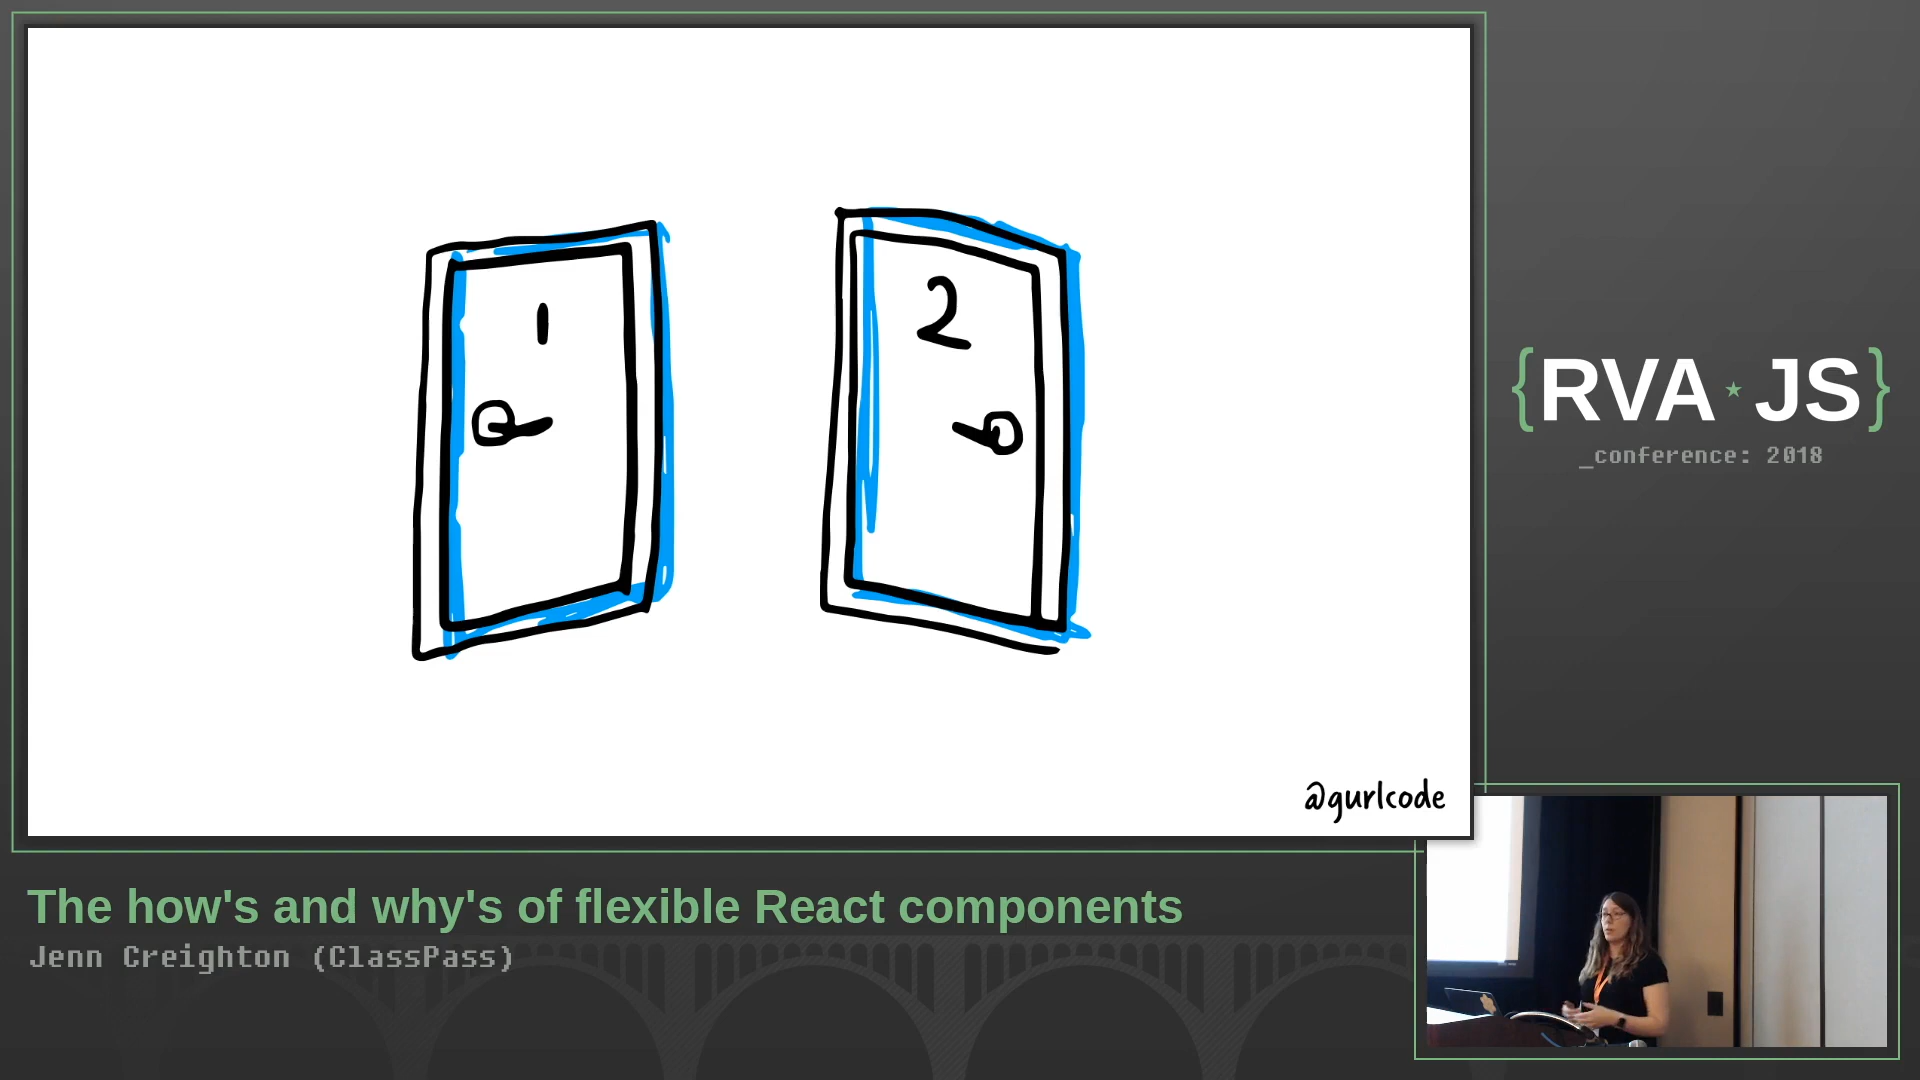 1
2
@gurlcode
{RVA★JS}
_conference: 2018
The how's and why's of flexible React components
Jenn Creighton (ClassPass)